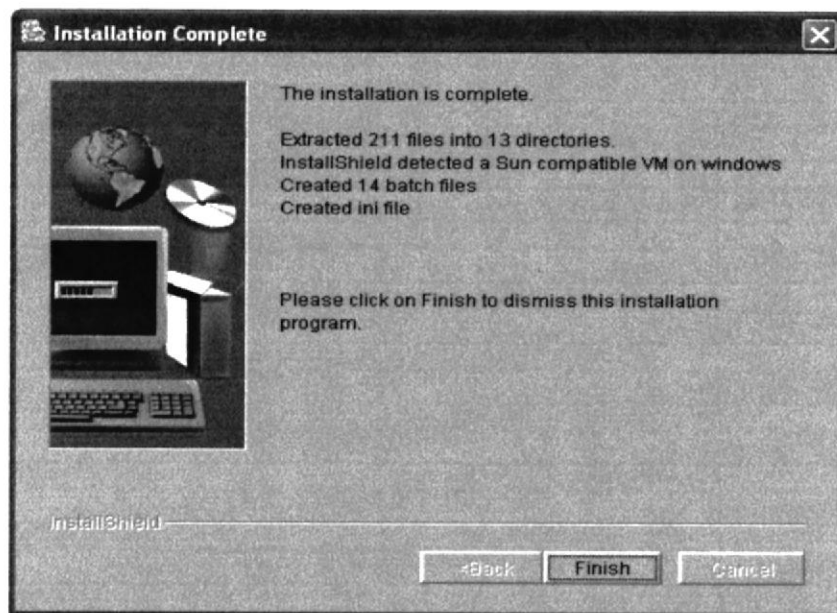 Installation Complete
The installation is complete.
Extracted 211 files into 13 directories.
InstallShield detected a Sun compatible VM on windows
Created 14 batch files
Created ini file
Please click on Finish to dismiss this installation
program.
InstallShield
<Back Finish Cancel